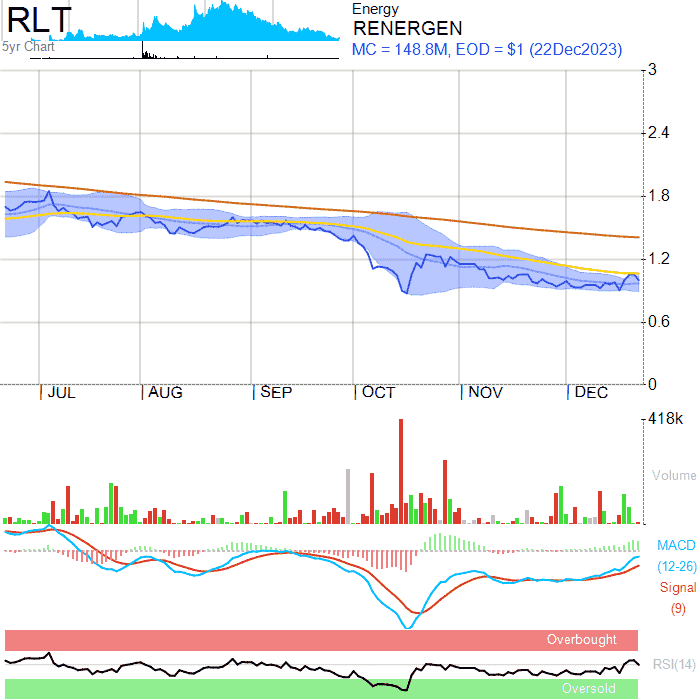 RLT
5yr Chart
Energy
RENERGEN
MC = 148.8M, EOD = $1 (22Dec2023)
3
2.4
1.8
1.2
0.6
0
JUL AUG SEP OCT NOV DEC
418k
Volume
MACD
(12-26)
Signal
(9)
Overbought
RSI(14)
Oversold